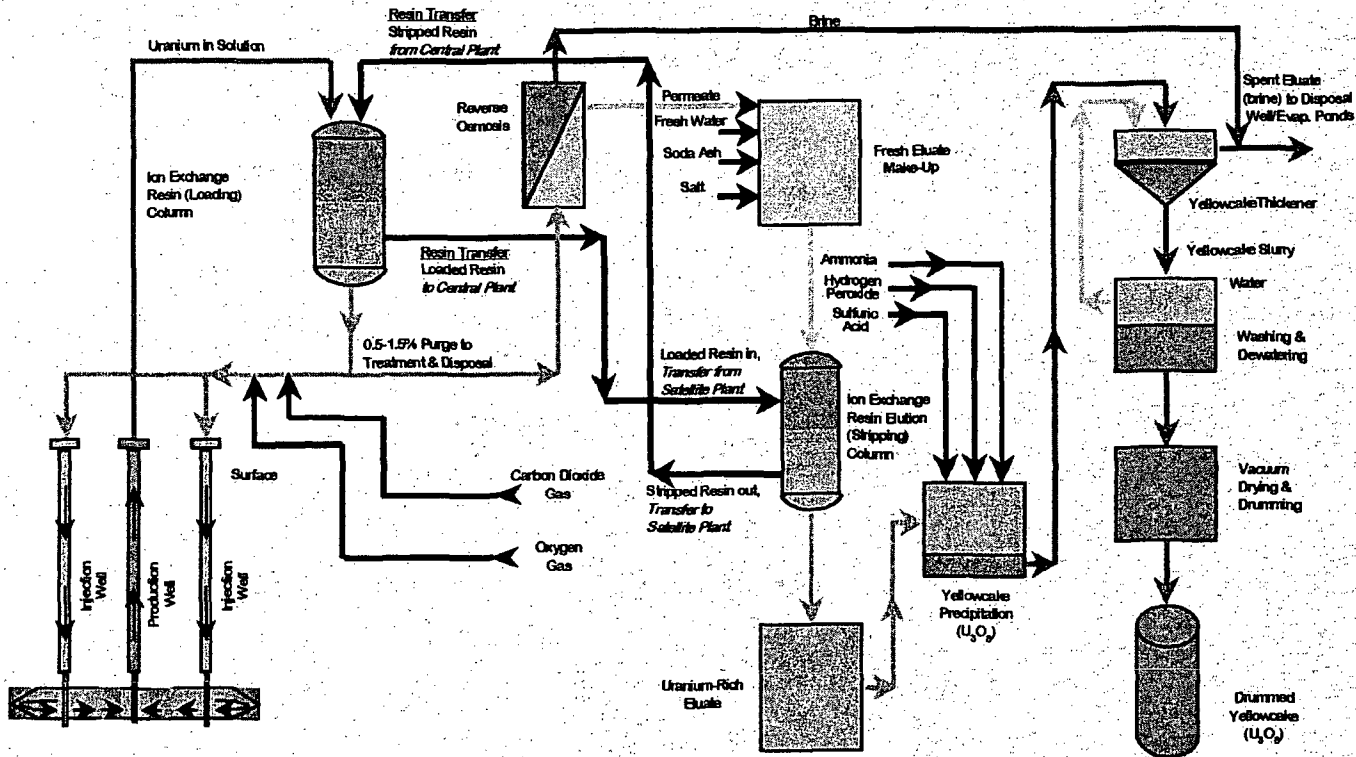 Brine
Resin Transfer
Stripped Resin
from Central Plant
Uranium In Solution
Spent Eluate
(brine) to Disposal
Well/Evap. Ponds
Reverse
Osmosis
Permeate
Fresh Water
Soda Ash
Salt
Fresh Eluate
Make-Up
Ion Exchange
Resin (Loading)
Column
Yellowcake Thickener
Resin Transfer
Loaded Resin
to Central Plant
Yellowcake Slurry
Ammonia
Hydrogen
Peroxide
Sulfuric
Acid
Water
Washing &
Dewatering
0.5-1.5% Purge to
Treatment & Disposal
Loaded Resin in,
Transfer from
Satellite Plant
Ion Exchange
Resin Elution
(Stripping)
Column
Surface
Carbon Dioxide
Gas
Stripped Resin out,
Transfer to
Satellite Plant
Vacuum
Drying &
Drumming
Oxygen
Gas
Injection
Well
Production
Well
Injection
Well
Yellowcake
Precipitation
(U₃O₈)
Uranium-Rich
Eluate
Drummed
Yellowcake
(U₃O₈)